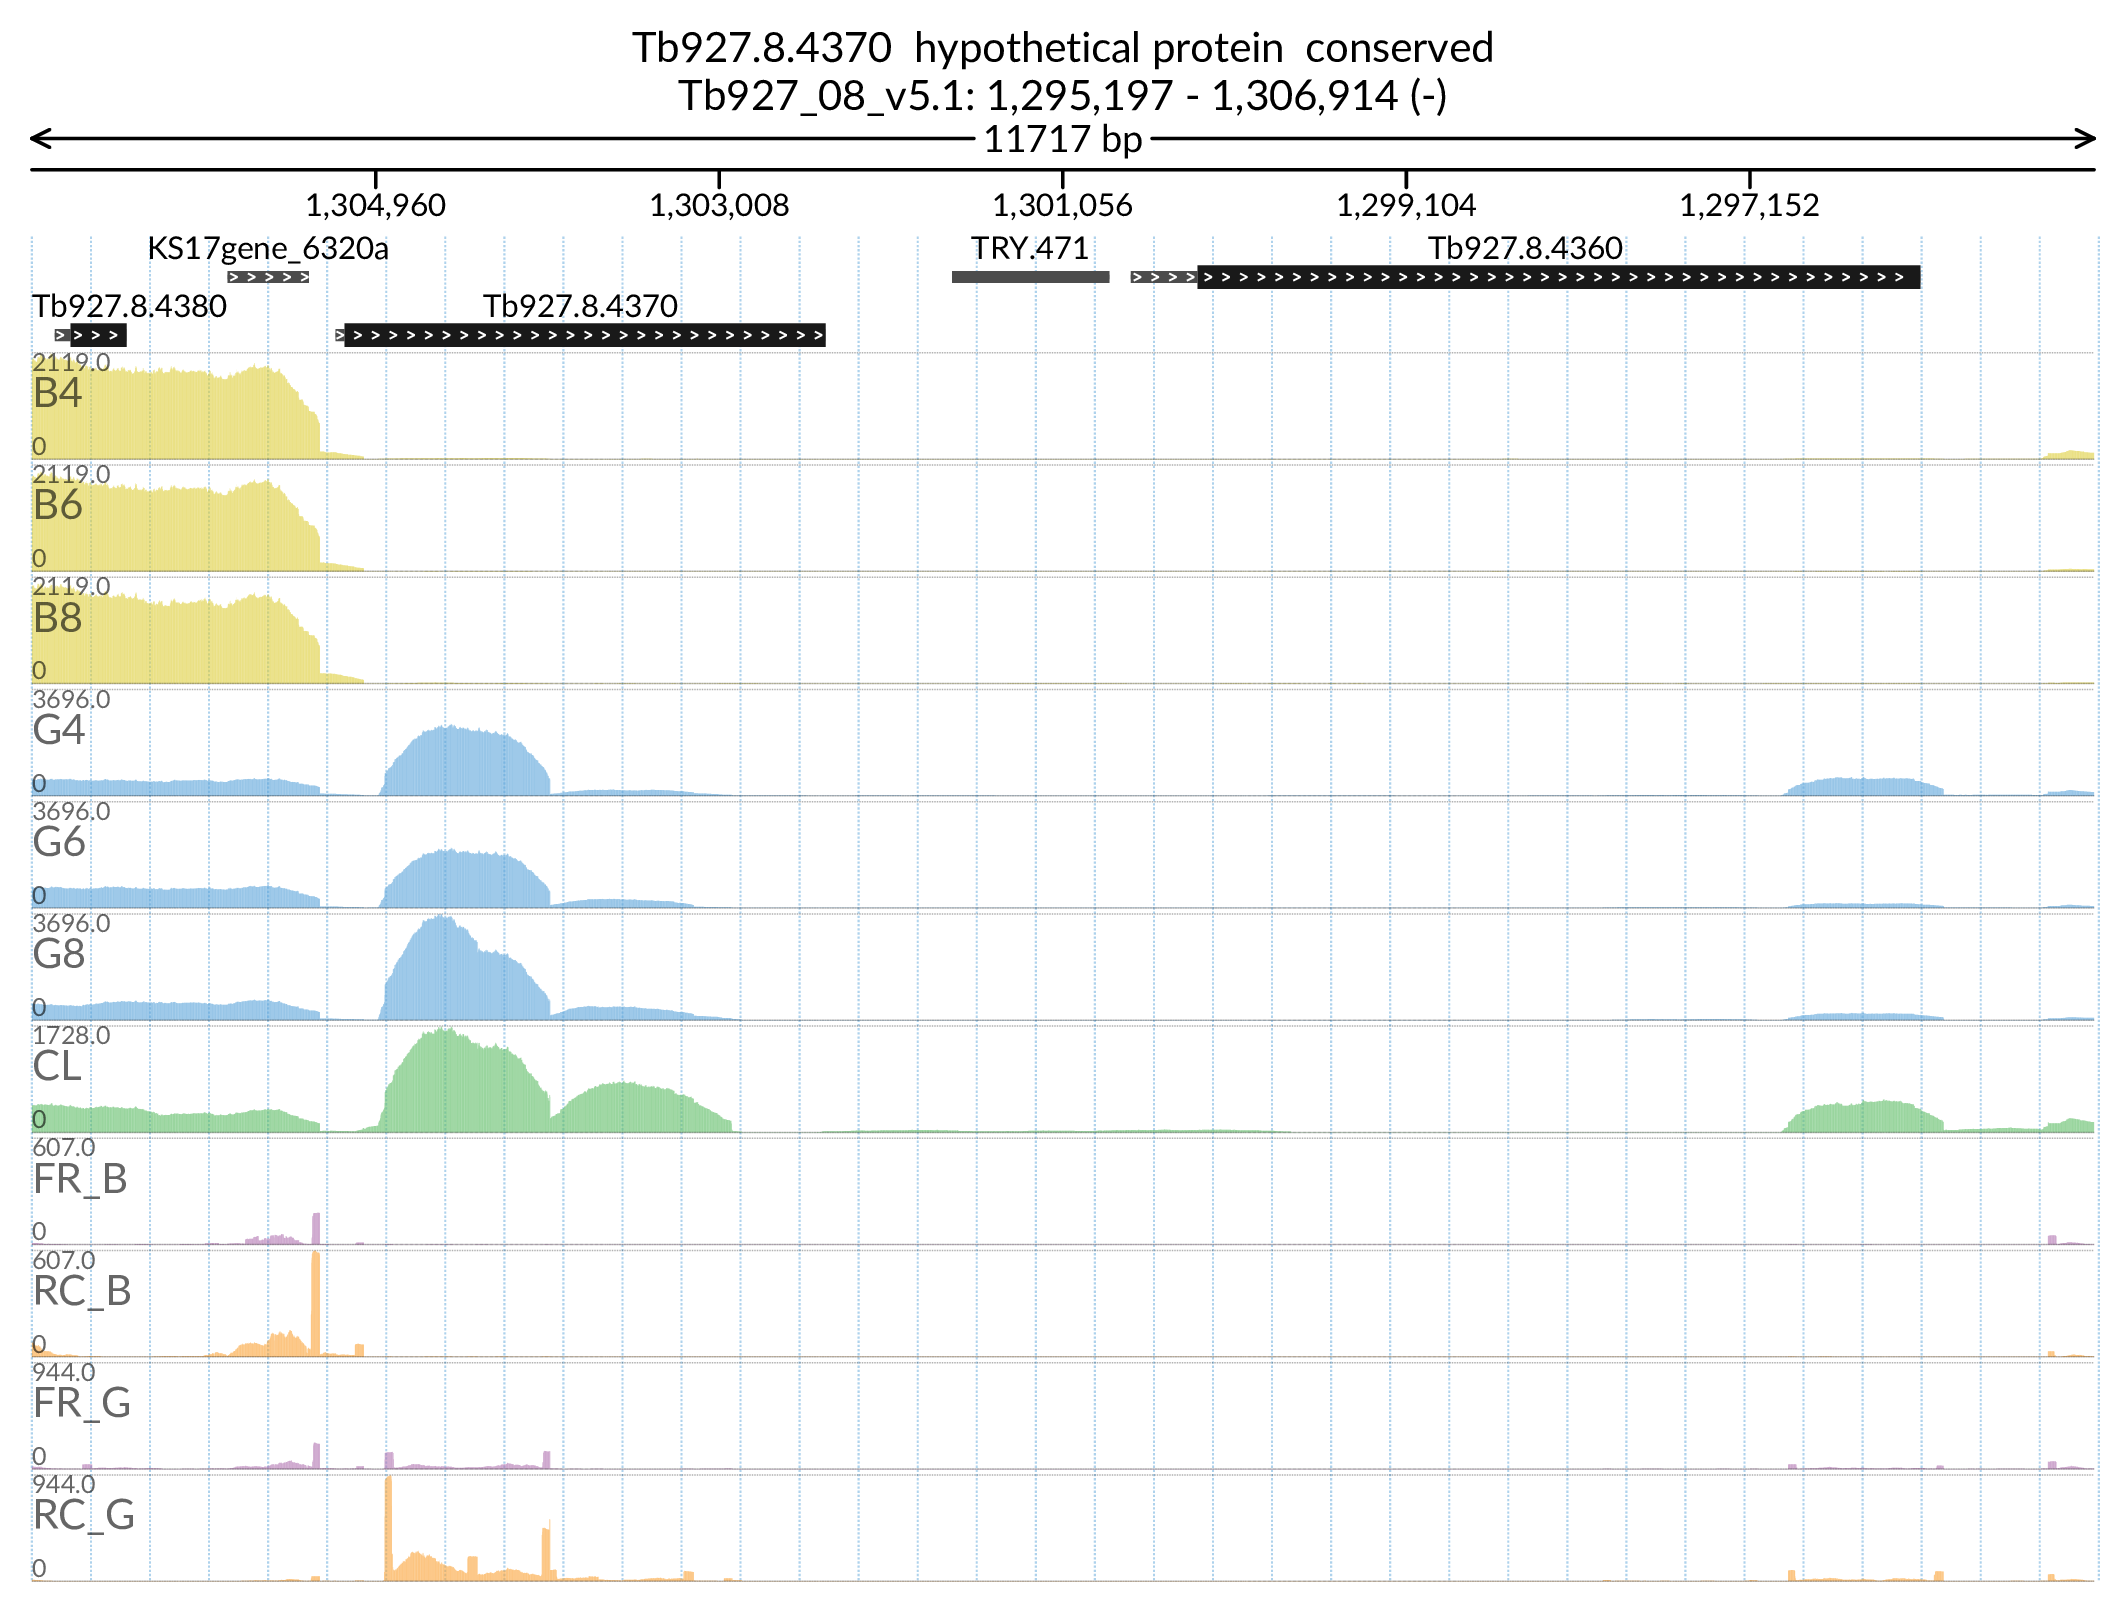 Tb927.8.4370 hypothetical protein conserved
Tb927_08_v5.1: 1,295,197 - 1,306,914 (-)
11717 bp
1,304,960 1,303,008 1,301,056 1,299,104 1,297,152
KS17gene_6320a TRY.471 Tb927.8.4360
Tb927.8.4380 Tb927.8.4370
2119.0
B4
0
2119.0
B6
0
2119.0
B8
0
3696.0
G4
0
3696.0
G6
0
3696.0
G8
0
1728.0
CL
0
607.0
FR_B
0
607.0
RC_B
0
944.0
FR_G
0
944.0
RC_G
0